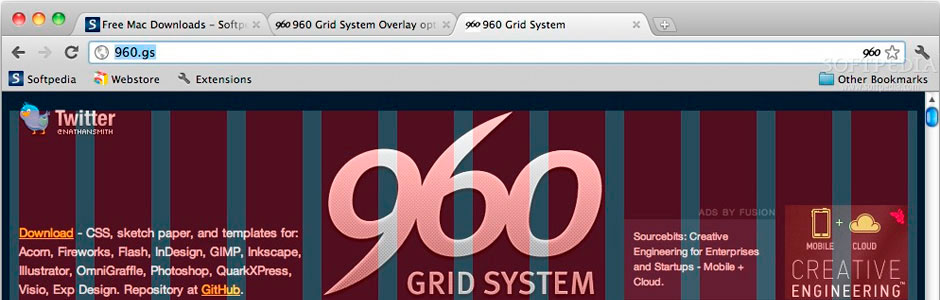 Free Mac Downloads – Softpe
960 960 Grid System Overlay opt
960 960 Grid System
960.gs
960
Softpedia
Webstore
Extensions
Other Bookmarks
SOFTPEDIA
Twitter
@NATHANSMITH
960
GRID SYSTEM
Download - CSS, sketch paper, and templates for:
Acorn, Fireworks, Flash, InDesign, GIMP, Inkscape,
Illustrator, OmniGraffle, Photoshop, QuarkXPress,
Visio, Exp Design. Repository at GitHub.
ADS BY FUSION
Sourcebits: Creative
Engineering for Enterprises
and Startups - Mobile +
Cloud.
MOBILE + CLOUD
CREATIVE
ENGINEERING™